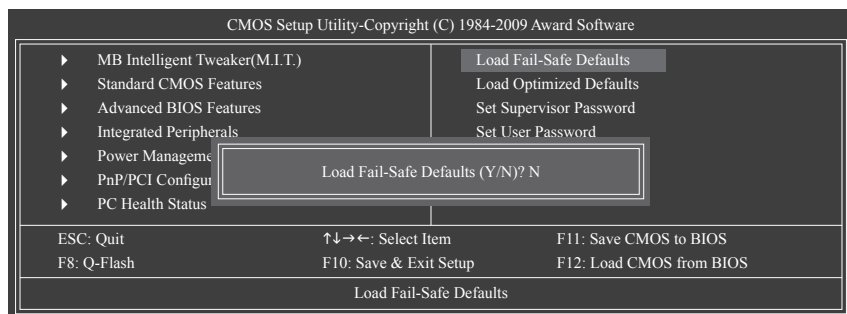 CMOS Setup Utility-Copyright (C) 1984-2009 Award Software
MB Intelligent Tweaker(M.I.T.)
Standard CMOS Features
Advanced BIOS Features
Integrated Peripherals
Power Manageme
PnP/PCI Configur
PC Health Status
Load Fail-Safe Defaults
Load Optimized Defaults
Set Supervisor Password
Set User Password
Load Fail-Safe Defaults (Y/N)? N
ESC: Quit ↑↓→←: Select Item F11: Save CMOS to BIOS
F8: Q-Flash F10: Save & Exit Setup F12: Load CMOS from BIOS
Load Fail-Safe Defaults